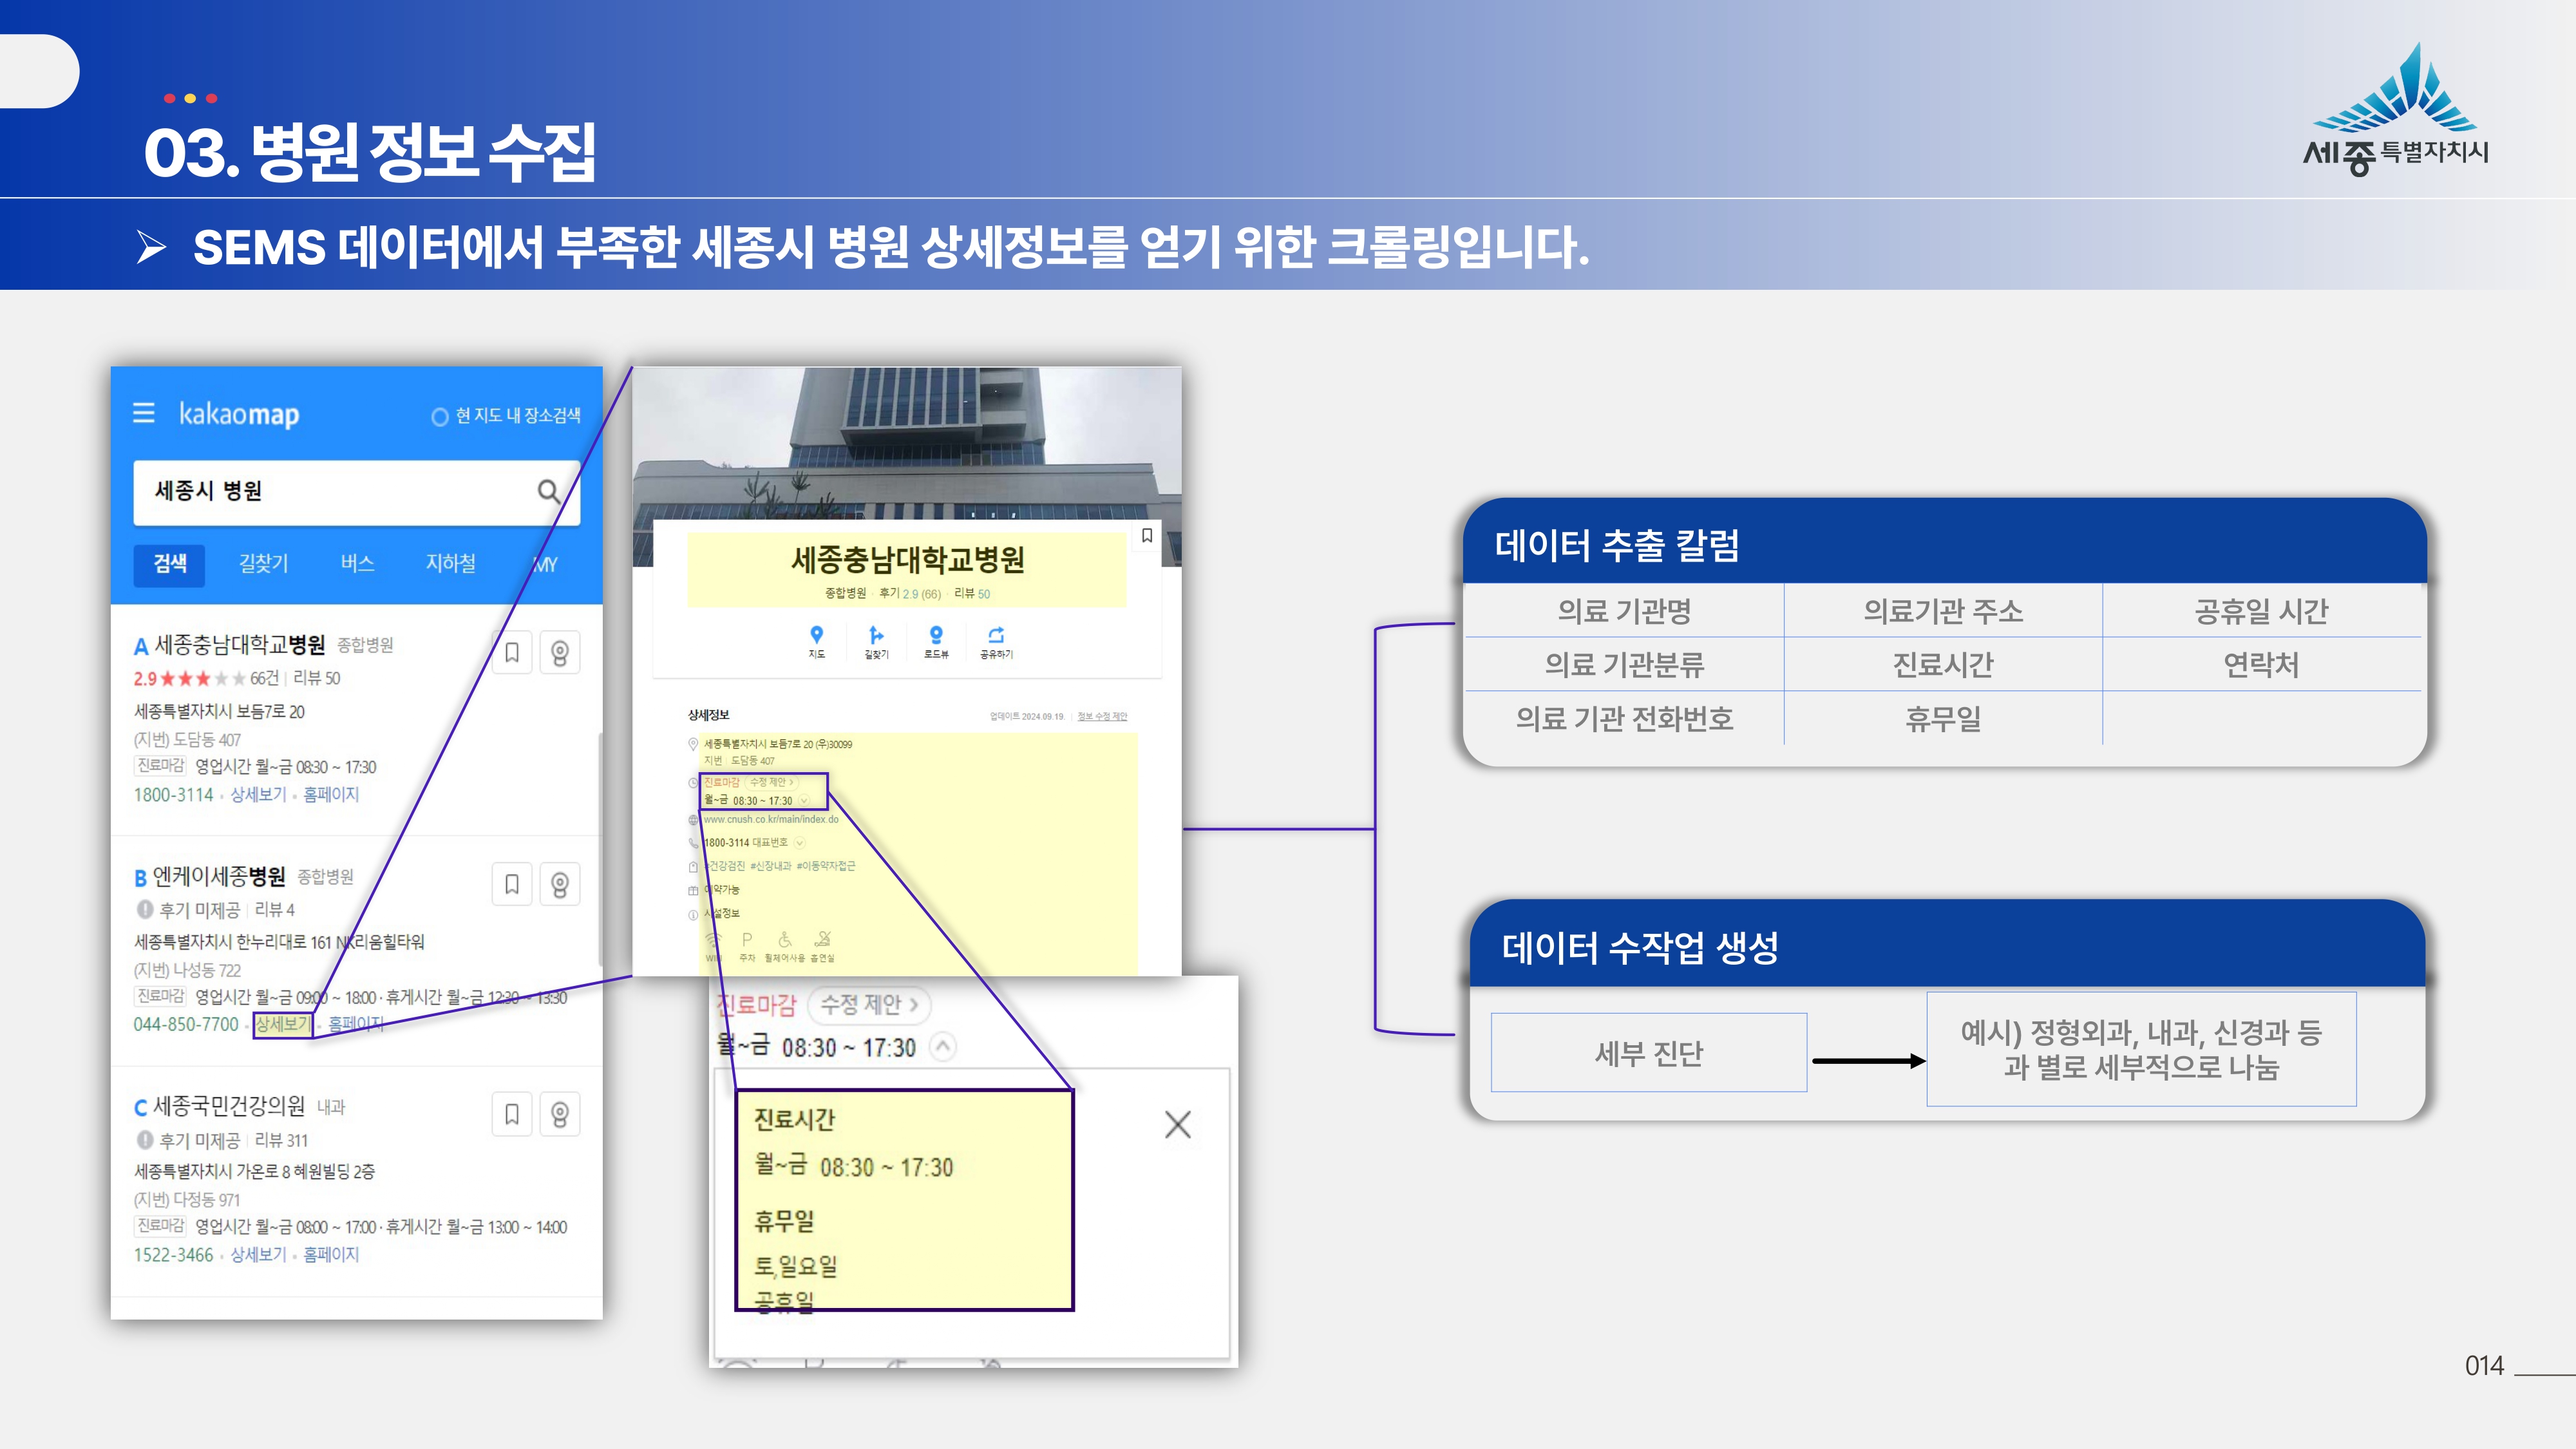 03. 병원 정보 수집
세종특별자치시
SEMS 데이터에서 부족한 세종시 병원 상세정보를 얻기 위한 크롤링입니다.
kakaomap
현 지도 내 장소검색
세종시 병원
검색 길찾기 버스 지하철 MY
A 세종충남대학교병원 종합병원
2.9 66건 | 리뷰 50
세종특별자치시 보듬7로 20
(지번) 도담동 407
진료마감 영업시간 월~금 08:30 ~ 17:30
1800-3114 · 상세보기 · 홈페이지
B 엔케이세종병원 종합병원
후기 미제공 | 리뷰 4
세종특별자치시 한누리대로 161 NK리움힐타워
(지번) 나성동 722
진료마감 영업시간 월~금 09:00 ~ 18:00 · 휴게시간 월~금 12:30 ~ 13:30
044-850-7700 · 상세보기 · 홈페이지
C 세종국민건강의원 내과
후기 미제공 | 리뷰 311
세종특별자치시 가온로 8 혜원빌딩 2층
(지번) 다정동 971
진료마감 영업시간 월~금 08:00 ~ 17:00 · 휴게시간 월~금 13:00 ~ 14:00
1522-3466 · 상세보기 · 홈페이지
세종충남대학교병원
종합병원 · 후기 2.9 (66) · 리뷰 50
지도 길찾기 로드뷰 공유하기
상세정보
업데이트 2024.09.19. | 정보 수정 제안
세종특별자치시 보듬7로 20 (우)30099
지번 도담동 407
진료마감 수정 제안 >
월~금 08:30 ~ 17:30
www.cnush.co.kr/main/index.do
1800-3114 대표번호
#건강검진 #신장내과 #이동약자접근
예약가능
시설정보
WIFI 주차 휠체어사용 흡연실
진료마감 수정 제안 >
월~금 08:30 ~ 17:30
진료시간
월~금 08:30 ~ 17:30
휴무일
토,일요일
공휴일
데이터 추출 칼럼
의료 기관명 의료기관 주소 공휴일 시간
의료 기관분류 진료시간 연락처
의료 기관 전화번호 휴무일
데이터 수작업 생성
세부 진단
예시) 정형외과, 내과, 신경과 등
과 별로 세부적으로 나눔
014